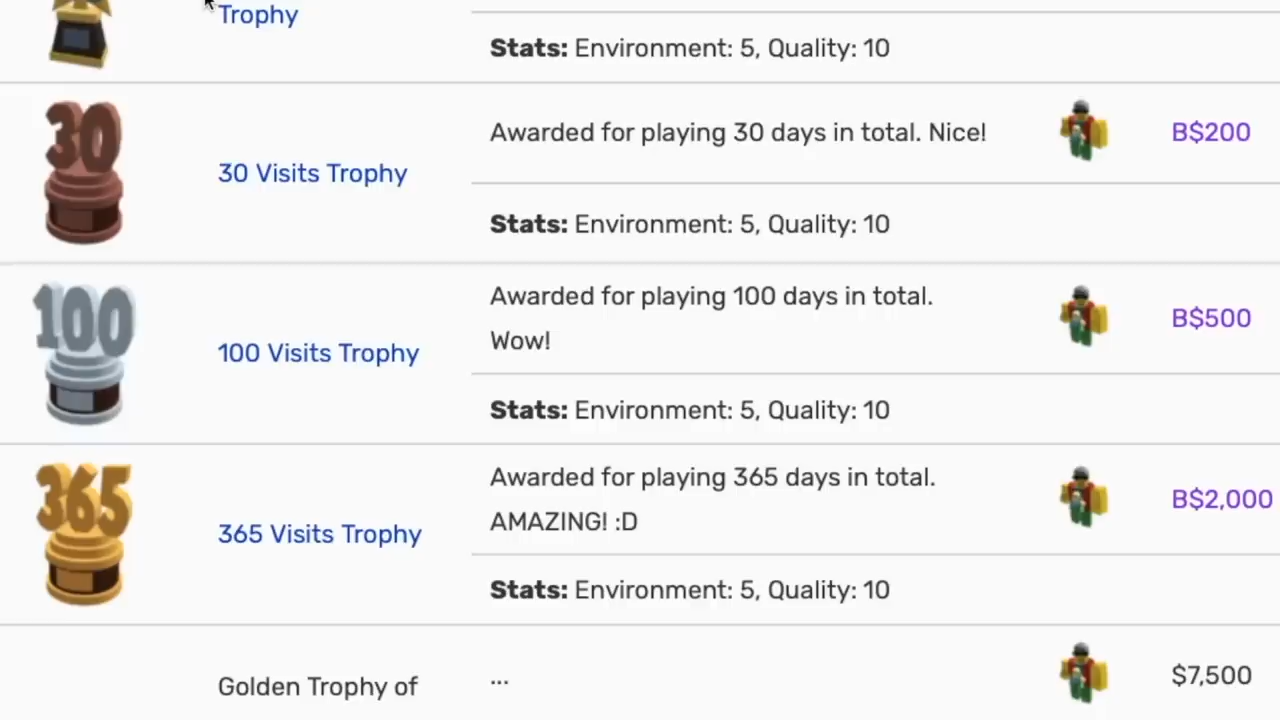 Trophy
Stats: Environment: 5, Quality: 10
30
30 Visits Trophy
Awarded for playing 30 days in total. Nice!
B$200
Stats: Environment: 5, Quality: 10
100
100 Visits Trophy
Awarded for playing 100 days in total.
Wow!
B$500
Stats: Environment: 5, Quality: 10
365
365 Visits Trophy
Awarded for playing 365 days in total.
AMAZING! :D
B$2,000
Stats: Environment: 5, Quality: 10
Golden Trophy of
...
$7,500